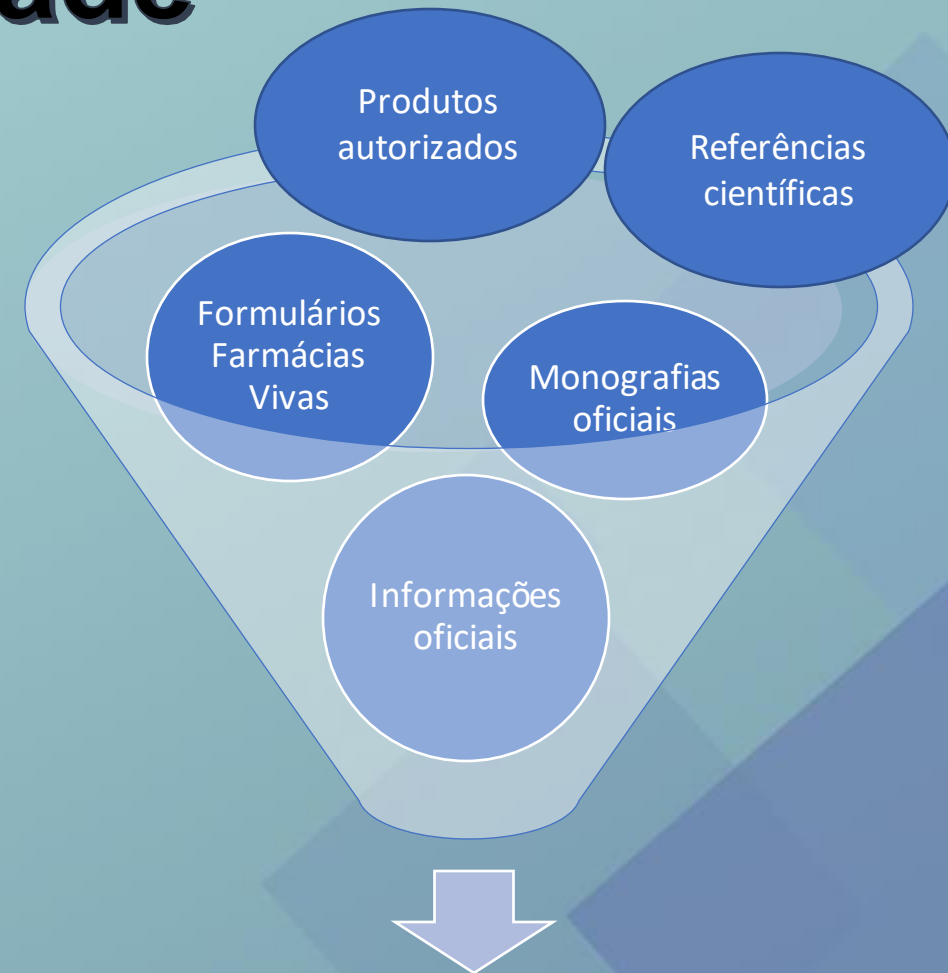 Produtos
autorizados
Referências
científicas
Formulários
Farmácias
Vivas
Monografias
oficiais
Informações
oficiais